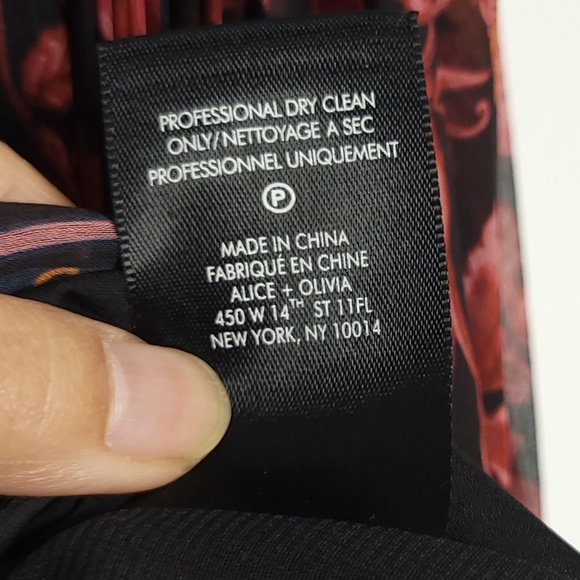 PROFESSIONAL DRY CLEAN
ONLY/NETTOYAGE A SEC
PROFESSIONNEL UNIQUEMENT
P
MADE IN CHINA
FABRIQUÉ EN CHINE
ALICE + OLIVIA
450 W 14TH ST 11FL
NEW YORK, NY 10014